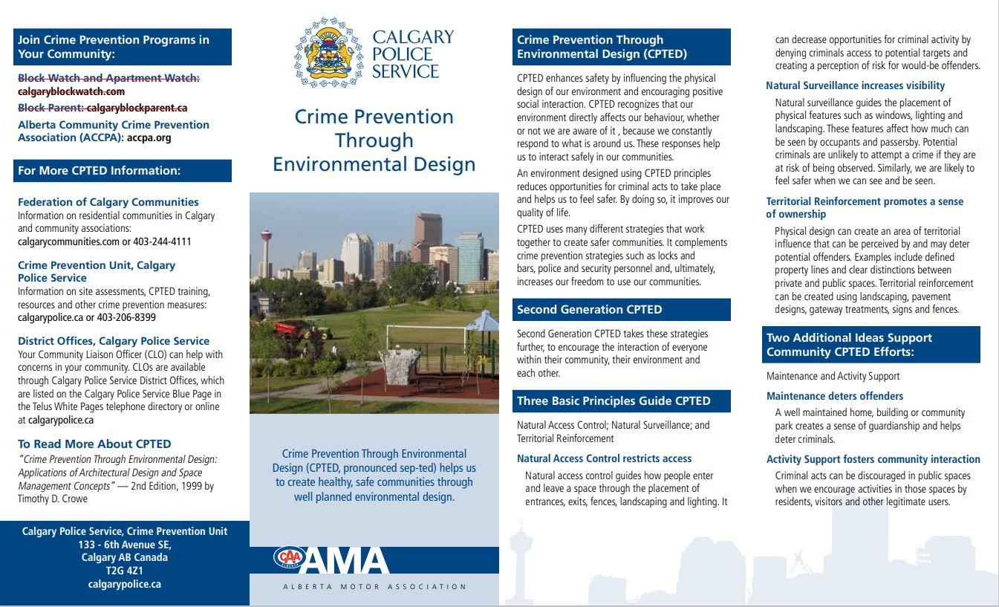 Join Crime Prevention Programs in
Your Community:
Block Watch and Apartment Watch:
calgaryblockwatch.com
Block Parent: calgaryblockparent.ca
Alberta Community Crime Prevention
Association (ACCPA): accpa.org
For More CPTED Information:
Federation of Calgary Communities
Information on residential communities in Calgary
and community associations:
calgarycommunities.com or 403-244-4111
Crime Prevention Unit, Calgary
Police Service
Information on site assessments, CPTED training,
resources and other crime prevention measures:
calgarypolice.ca or 403-206-8399
District Offices, Calgary Police Service
Your Community Liaison Officer (CLO) can help with
concerns in your community. CLOs are available
through Calgary Police Service District Offices, which
are listed on the Calgary Police Service Blue Page in
the Telus White Pages telephone directory or online
at calgarypolice.ca
To Read More About CPTED
"Crime Prevention Through Environmental Design:
Applications of Architectural Design and Space
Management Concepts" — 2nd Edition, 1999 by
Timothy D. Crowe
Calgary Police Service, Crime Prevention Unit
133 - 6th Avenue SE,
Calgary AB Canada
T2G 4Z1
calgarypolice.ca
CALGARY
POLICE
SERVICE
Crime Prevention
Through
Environmental Design
Crime Prevention Through Environmental
Design (CPTED, pronounced sep-ted) helps us
to create healthy, safe communities through
well planned environmental design.
CAA
ALBERTA
AMA
ALBERTA MOTOR ASSOCIATION
Crime Prevention Through
Environmental Design (CPTED)
CPTED enhances safety by influencing the physical
design of our environment and encouraging positive
social interaction. CPTED recognizes that our
environment directly affects our behaviour, whether
or not we are aware of it , because we constantly
respond to what is around us. These responses help
us to interact safely in our communities.
An environment designed using CPTED principles
reduces opportunities for criminal acts to take place
and helps us to feel safer. By doing so, it improves our
quality of life.
CPTED uses many different strategies that work
together to create safer communities. It complements
crime prevention strategies such as locks and
bars, police and security personnel and, ultimately,
increases our freedom to use our communities.
Second Generation CPTED
Second Generation CPTED takes these strategies
further, to encourage the interaction of everyone
within their community, their environment and
each other.
Three Basic Principles Guide CPTED
Natural Access Control; Natural Surveillance; and
Territorial Reinforcement
Natural Access Control restricts access
Natural access control guides how people enter
and leave a space through the placement of
entrances, exits, fences, landscaping and lighting. It
can decrease opportunities for criminal activity by
denying criminals access to potential targets and
creating a perception of risk for would-be offenders.
Natural Surveillance increases visibility
Natural surveillance guides the placement of
physical features such as windows, lighting and
landscaping. These features affect how much can
be seen by occupants and passersby. Potential
criminals are unlikely to attempt a crime if they are
at risk of being observed. Similarly, we are likely to
feel safer when we can see and be seen.
Territorial Reinforcement promotes a sense
of ownership
Physical design can create an area of territorial
influence that can be perceived by and may deter
potential offenders. Examples include defined
property lines and clear distinctions between
private and public spaces. Territorial reinforcement
can be created using landscaping, pavement
designs, gateway treatments, signs and fences.
Two Additional Ideas Support
Community CPTED Efforts:
Maintenance and Activity Support
Maintenance deters offenders
A well maintained home, building or community
park creates a sense of guardianship and helps
deter criminals.
Activity Support fosters community interaction
Criminal acts can be discouraged in public spaces
when we encourage activities in those spaces by
residents, visitors and other legitimate users.